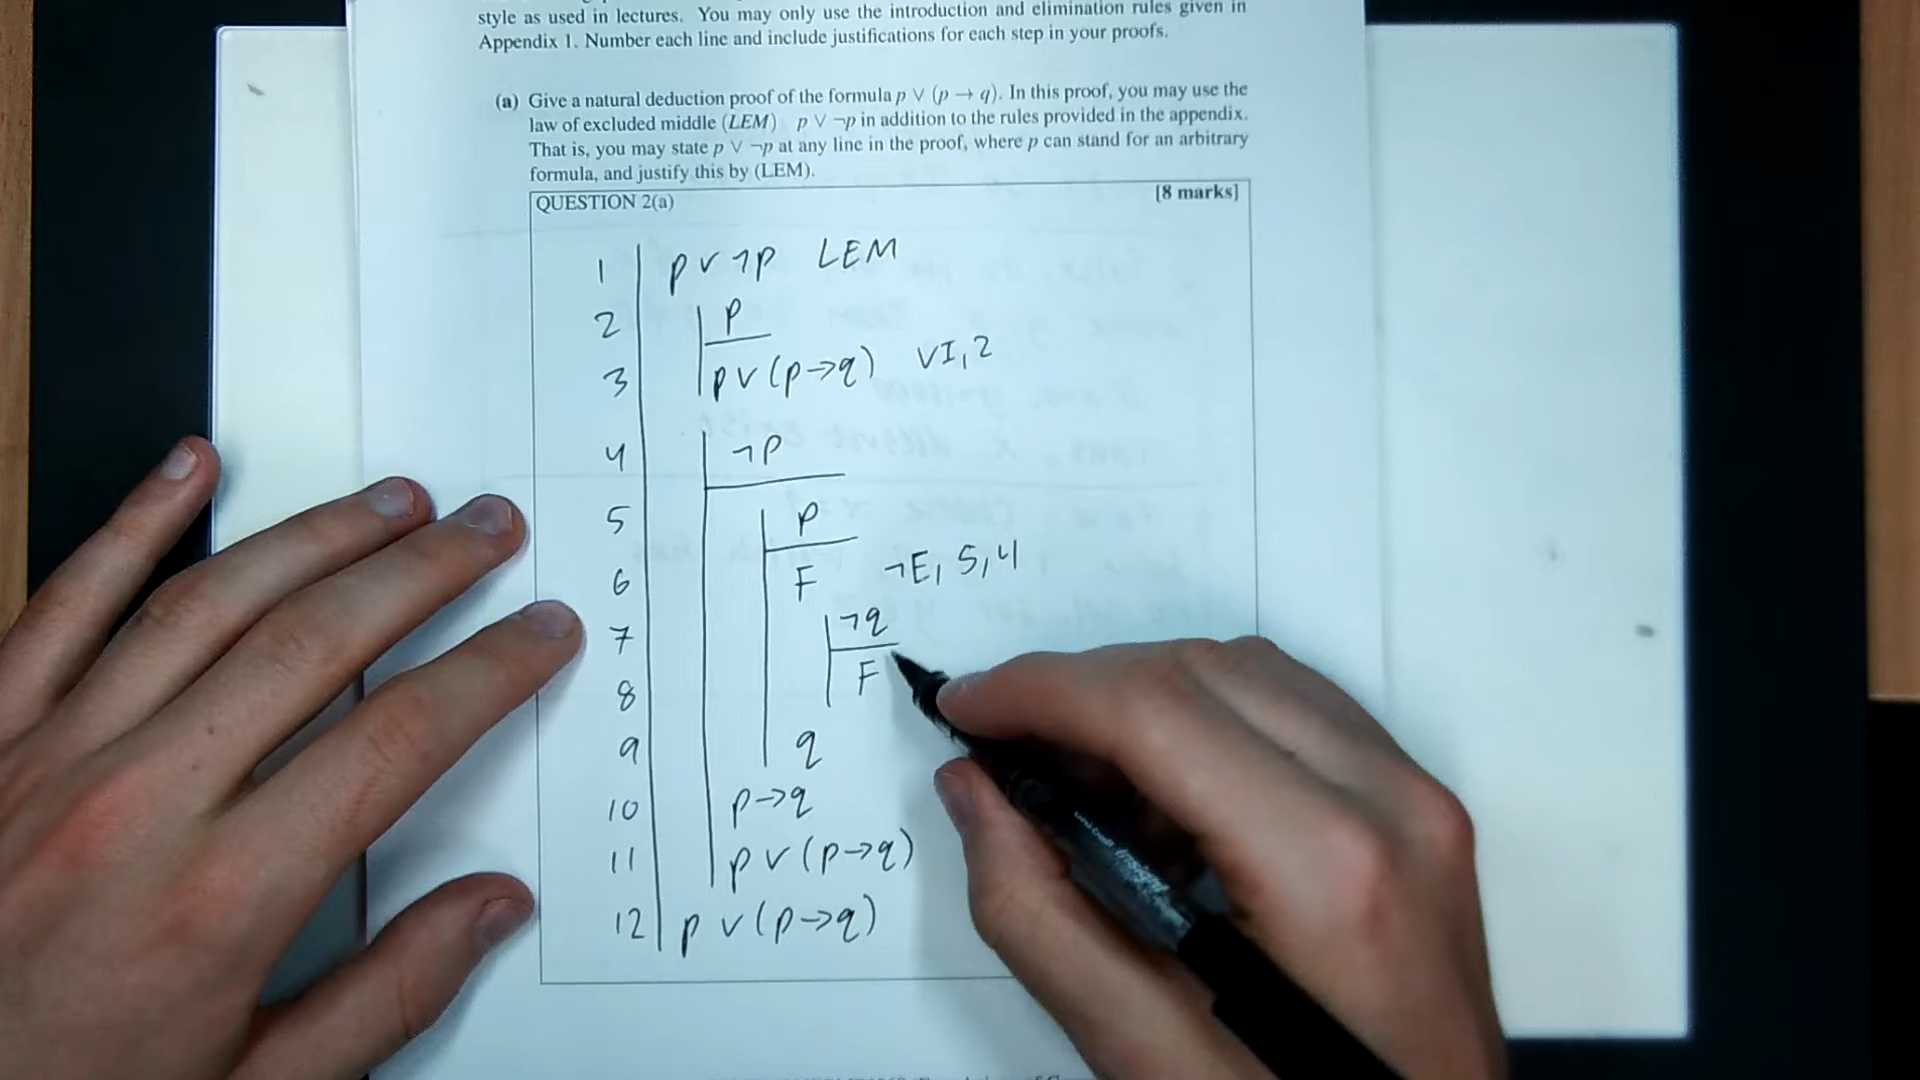 style as used in lectures. You may only use the introduction and elimination rules given in
Appendix 1. Number each line and include justifications for each step in your proofs.
(a) Give a natural deduction proof of the formula p ∨ (p → q). In this proof, you may use the
law of excluded middle (LEM) p ∨ ¬p in addition to the rules provided in the appendix.
That is, you may state p ∨ ¬p at any line in the proof, where p can stand for an arbitrary
formula, and justify this by (LEM).
QUESTION 2(a) [8 marks]
1 p ∨ ¬p LEM
2 p
3 p ∨ (p → q) ∨I, 2
4 ¬p
5 p
6 F ¬E, 5, 4
7 ¬q
8 F
9 q
10 p → q
11 p ∨ (p → q)
12 p ∨ (p → q)